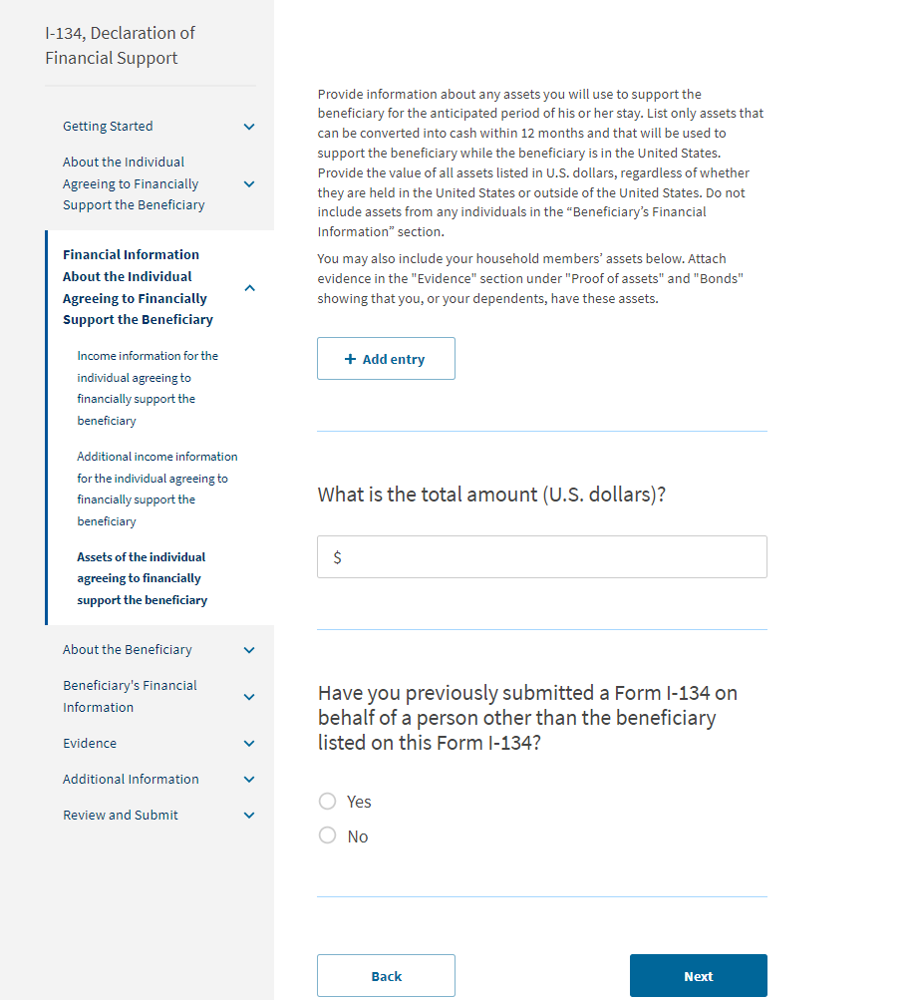 I-134, Declaration of
Financial Support
Getting Started
About the Individual
Agreeing to Financially
Support the Beneficiary
Financial Information
About the Individual
Agreeing to Financially
Support the Beneficiary
Income information for the
individual agreeing to
financially support the
beneficiary
Additional income information
for the individual agreeing to
financially support the
beneficiary
Assets of the individual
agreeing to financially
support the beneficiary
About the Beneficiary
Beneficiary's Financial
Information
Evidence
Additional Information
Review and Submit
Provide information about any assets you will use to support the
beneficiary for the anticipated period of his or her stay. List only assets that
can be converted into cash within 12 months and that will be used to
support the beneficiary while the beneficiary is in the United States.
Provide the value of all assets listed in U.S. dollars, regardless of whether
they are held in the United States or outside of the United States. Do not
include assets from any individuals in the “Beneficiary’s Financial
Information” section.
You may also include your household members’ assets below. Attach
evidence in the "Evidence" section under "Proof of assets" and "Bonds"
showing that you, or your dependents, have these assets.
+ Add entry
What is the total amount (U.S. dollars)?
$
Have you previously submitted a Form I-134 on
behalf of a person other than the beneficiary
listed on this Form I-134?
Yes
No
Back
Next